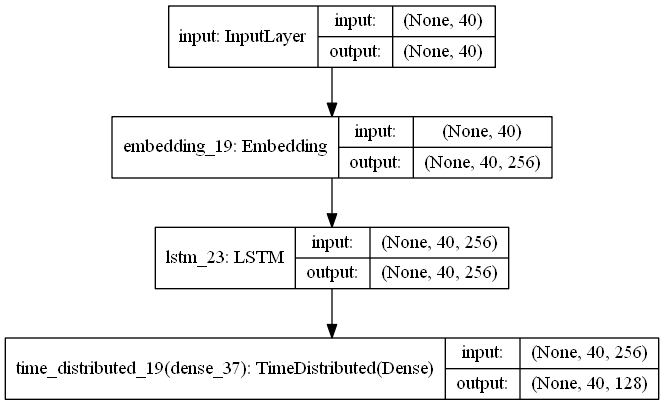 input: InputLayer
input: (None, 40)
output: (None, 40)
embedding_19: Embedding
input: (None, 40)
output: (None, 40, 256)
lstm_23: LSTM
input: (None, 40, 256)
output: (None, 40, 256)
time_distributed_19(dense_37): TimeDistributed(Dense)
input: (None, 40, 256)
output: (None, 40, 128)